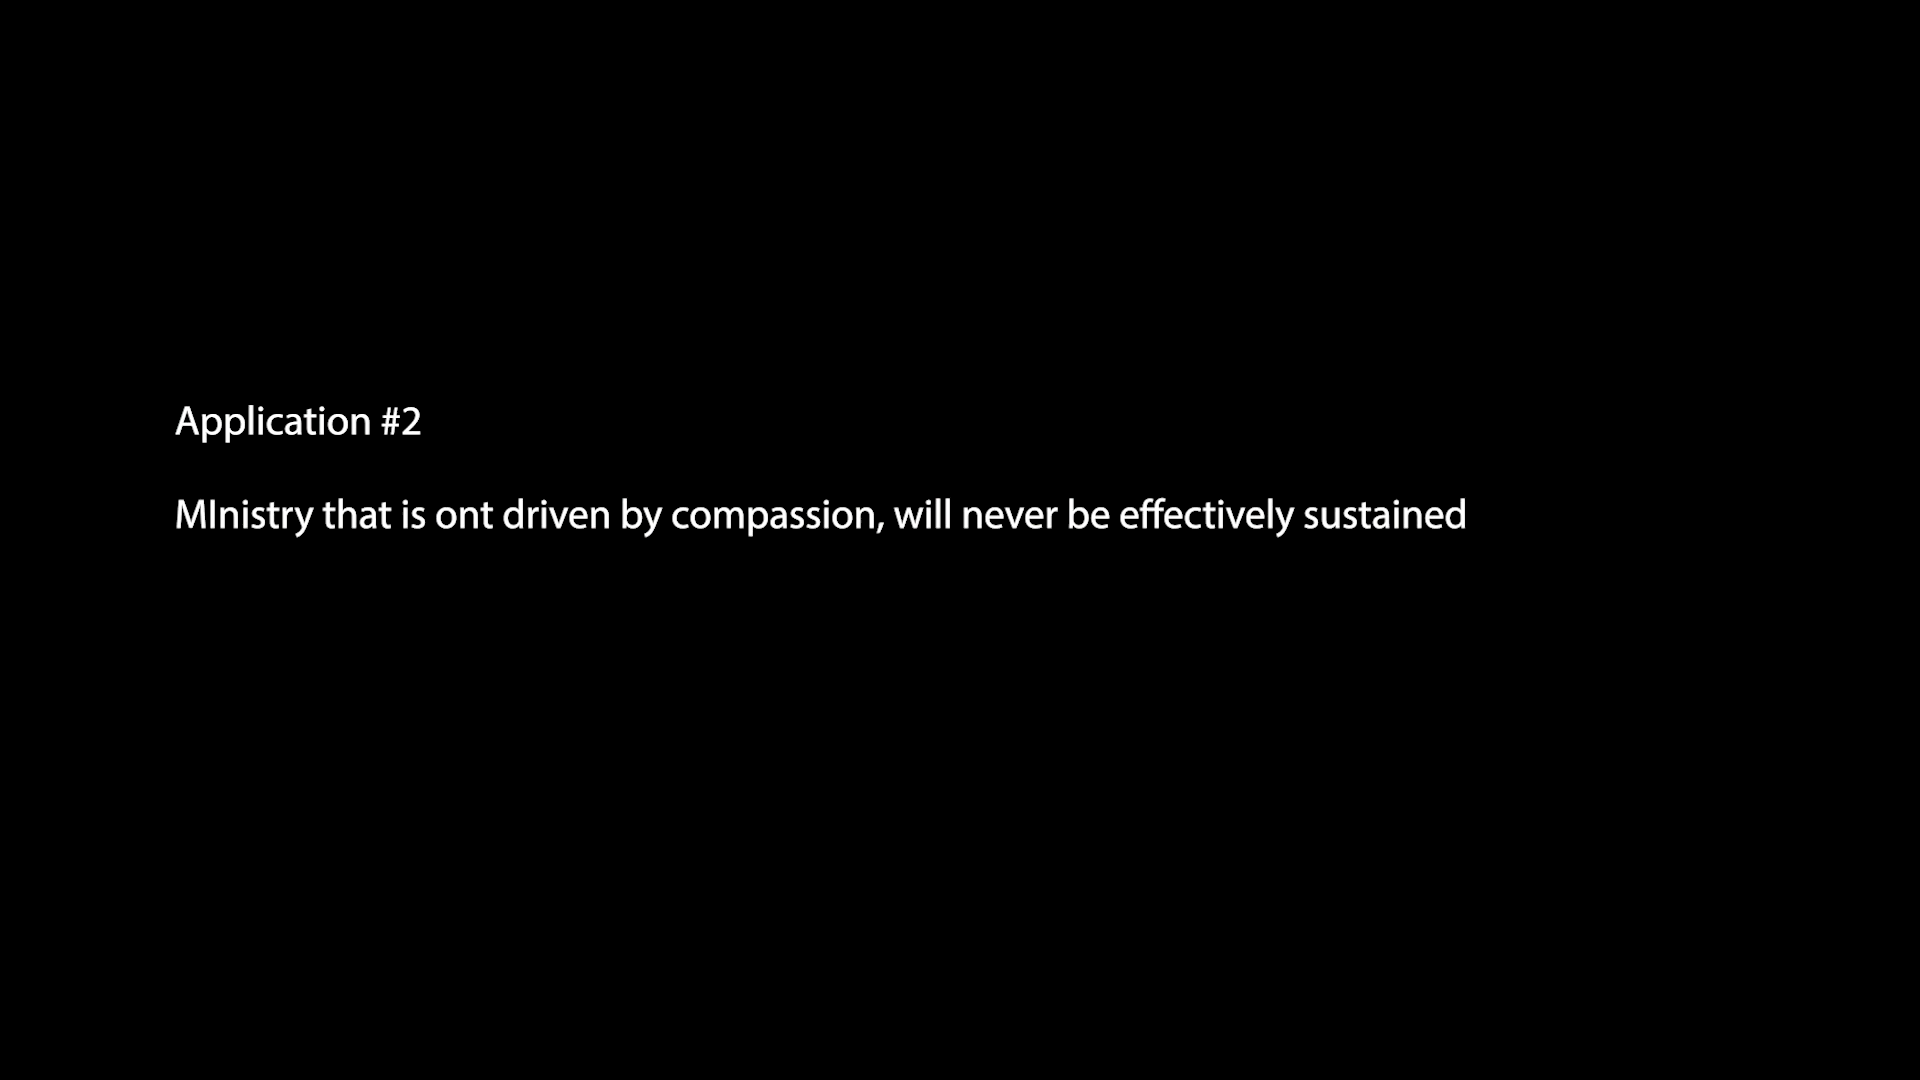 Application #2
MInistry that is ont driven by compassion, will never be effectively sustained